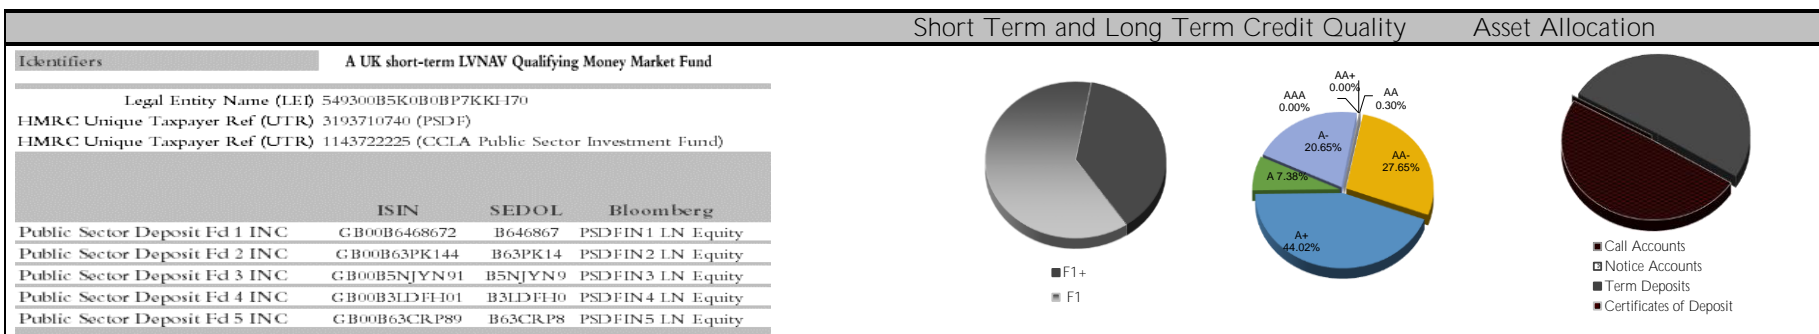 Short Term and Long Term Credit Quality Asset Allocation
Identifiers A UK short-term LVNAV Qualifying Money Market Fund
Legal Entity Name (LEI) 549300B5K0B0BP7KKH70
HMRC Unique Taxpayer Ref (UTR) 3193710740 (PSDF)
HMRC Unique Taxpayer Ref (UTR) 1143722225 (CCLA Public Sector Investment Fund)
ISIN SEDOL Bloomberg
Public Sector Deposit Fd 1 INC GB00B6468672 B646867 PSDFIN1 LN Equity
Public Sector Deposit Fd 2 INC GB00B63PK144 B63PK14 PSDFIN2 LN Equity
Public Sector Deposit Fd 3 INC GB00B5NJYN91 B5NJYN9 PSDFIN3 LN Equity
Public Sector Deposit Fd 4 INC GB00B3LDFH01 B3LDFH0 PSDFIN4 LN Equity
Public Sector Deposit Fd 5 INC GB00B63CRP89 B63CRP8 PSDFIN5 LN Equity
F1+
F1
AAA
0.00%
AA+
0.00%
AA
0.30%
AA-
27.65%
A+
44.02%
A 7.38%
A-
20.65%
Call Accounts
Notice Accounts
Term Deposits
Certificates of Deposit